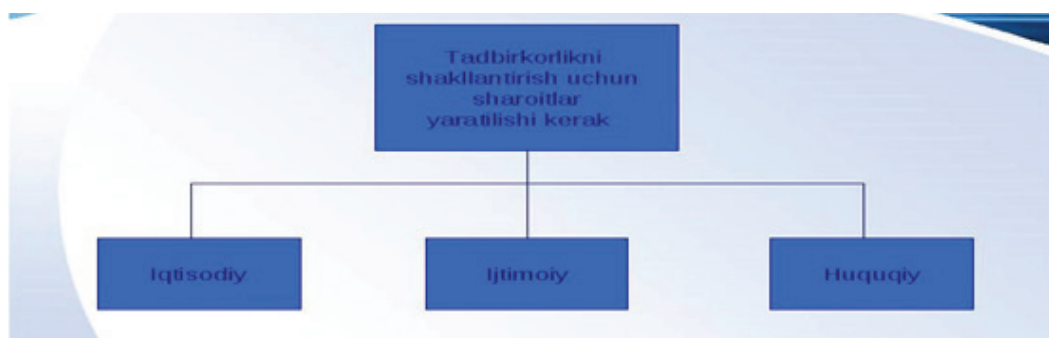 Tadbirkorlikni
shakllantirish uchun
sharoitlar
yaratilishi kerak
Iqtisodiy
Ijtimoiy
Huquqiy